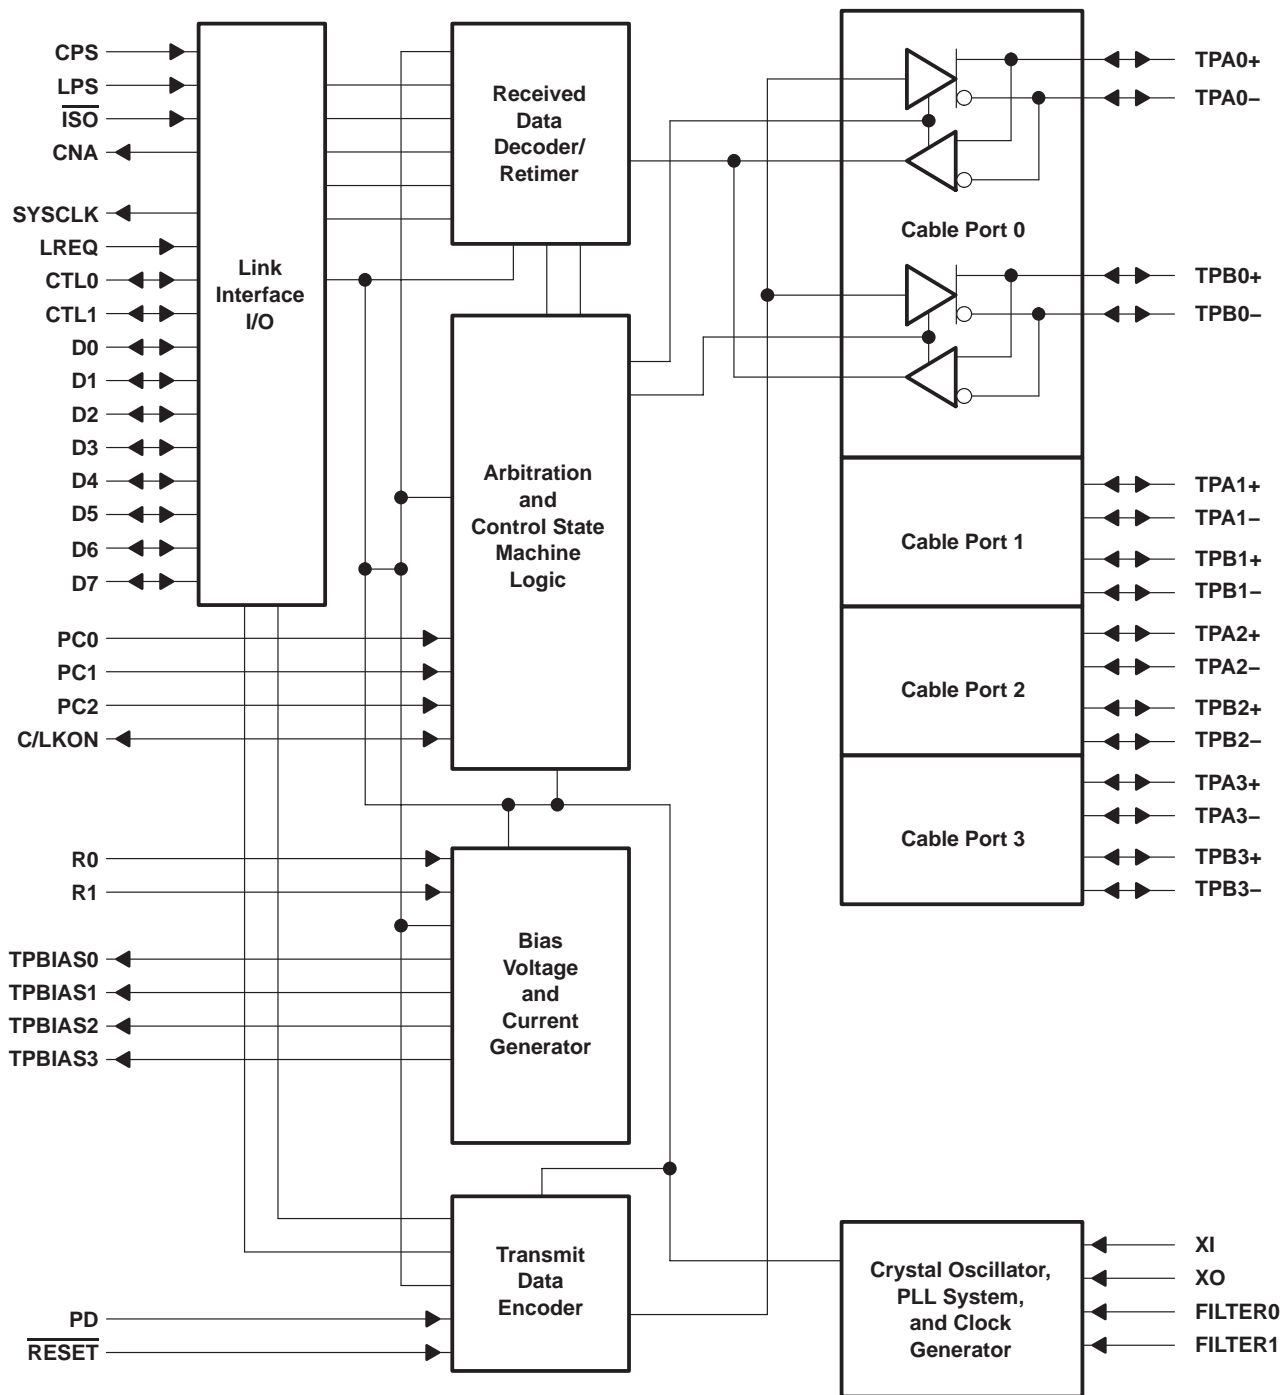 CPS
LPS
ISO
CNA
SYSCLK
LREQ
CTL0
CTL1
D0
D1
D2
D3
D4
D5
D6
D7
PC0
PC1
PC2
C/LKON
R0
R1
TPBIAS0
TPBIAS1
TPBIAS2
TPBIAS3
PD
RESET
Link
Interface
I/O
Received
Data
Decoder/
Retimer
Arbitration
and
Control State
Machine
Logic
Bias
Voltage
and
Current
Generator
Transmit
Data
Encoder
Cable Port 0
Cable Port 1
Cable Port 2
Cable Port 3
Crystal Oscillator,
PLL System,
and Clock
Generator
TPA0+
TPA0–
TPB0+
TPB0–
TPA1+
TPA1–
TPB1+
TPB1–
TPA2+
TPA2–
TPB2+
TPB2–
TPA3+
TPA3–
TPB3+
TPB3–
XI
XO
FILTER0
FILTER1